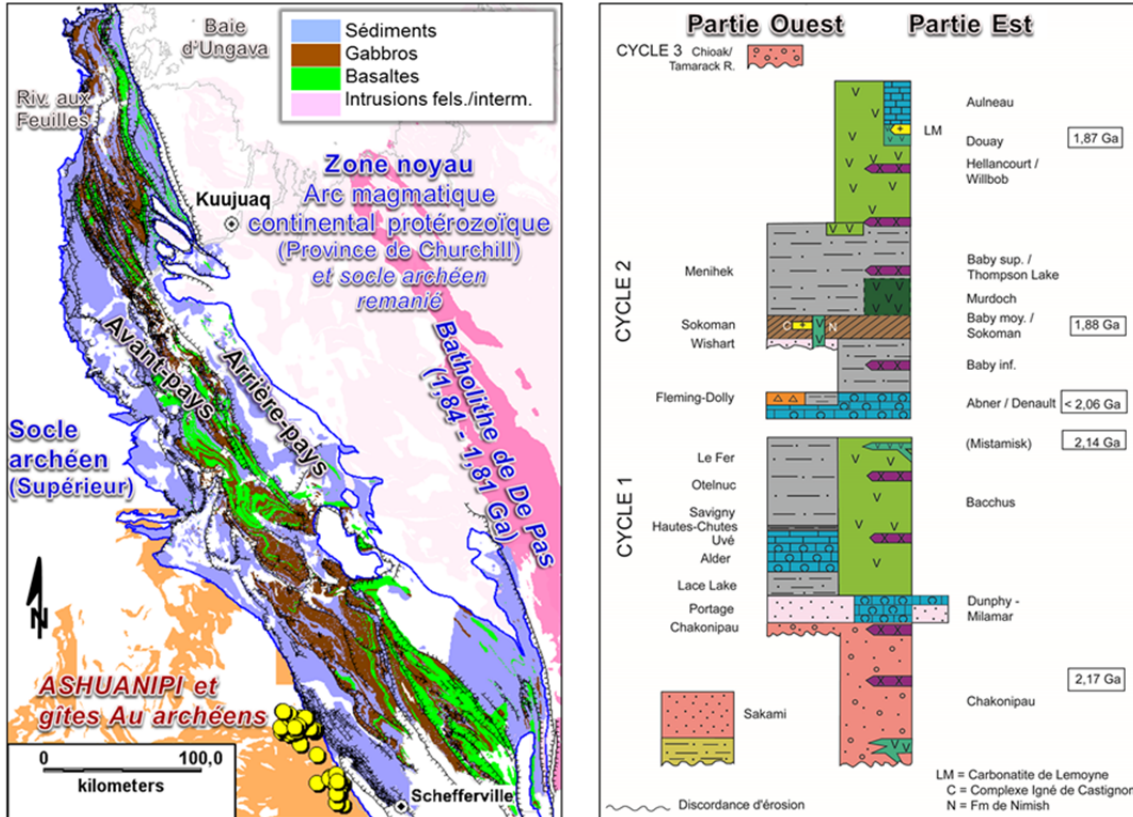 Baie
d'Ungava
Riv. aux
Feuilles
Sédiments
Gabbros
Basaltes
Intrusions fels./interm.
Kuujuaq
Zone noyau
Arc magmatique
continental protérozoïque
(Province de Churchill)
et socle archéen
remanié
Avant-pays
Arrière-pays
Batholithe de De Pas
(1,84 - 1,81 Ga)
Socle
archéen
(Supérieur)
N
ASHUANIPI et
gîtes Au archéens
0 100,0
kilometers
Schefferville
Partie Ouest Partie Est
CYCLE 3 Chioak/
Tamarack R.
CYCLE 2
Aulneau
LM
Douay 1,87 Ga
Hellancourt /
Willbob
Menihek
Baby sup. /
Thompson Lake
Murdoch
Sokoman
C N
Baby moy. /
Sokoman 1,88 Ga
Wishart
Baby inf.
Fleming-Dolly
Abner / Denault < 2,06 Ga
CYCLE 1
(Mistamisk) 2,14 Ga
Le Fer
Otelnuc
Bacchus
Savigny
Hautes-Chutes
Uvé
Alder
Lace Lake
Portage
Dunphy -
Milamar
Chakonipau
2,17 Ga
Chakonipau
Sakami
LM = Carbonatite de Lemoyne
C = Complexe Igné de Castignon
N = Fm de Nimish
Discordance d'érosion